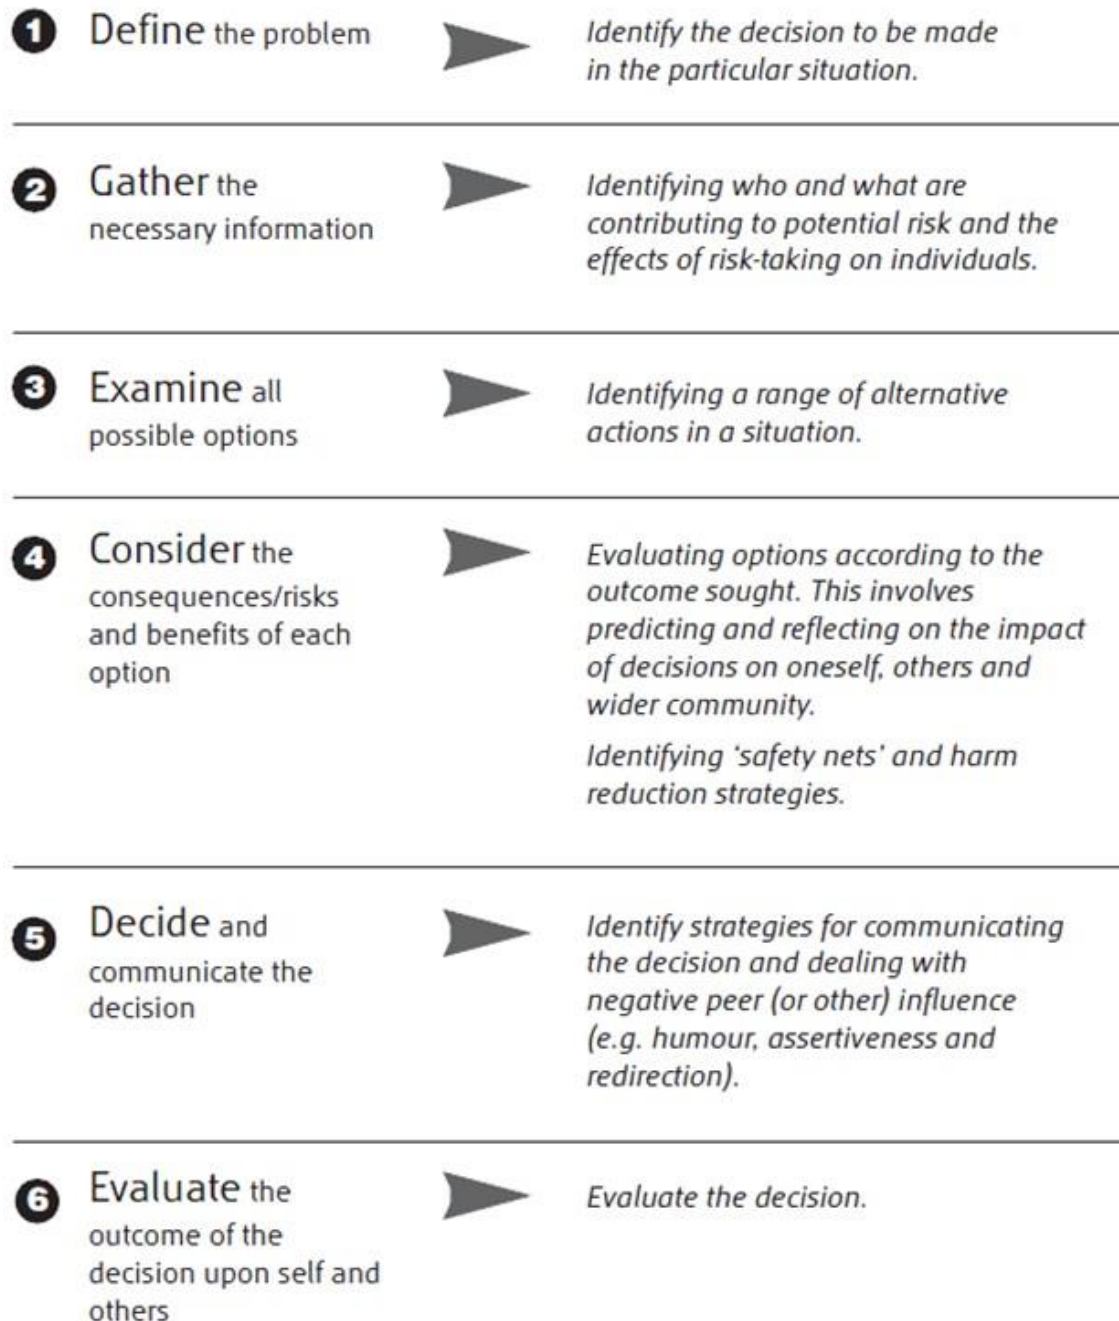 1 Define the problem
Identify the decision to be made
in the particular situation.
2 Gather the
necessary information
Identifying who and what are
contributing to potential risk and the
effects of risk-taking on individuals.
3 Examine all
possible options
Identifying a range of alternative
actions in a situation.
4 Consider the
consequences/risks
and benefits of each
option
Evaluating options according to the
outcome sought. This involves
predicting and reflecting on the impact
of decisions on oneself, others and
wider community.
Identifying ‘safety nets’ and harm
reduction strategies.
5 Decide and
communicate the
decision
Identify strategies for communicating
the decision and dealing with
negative peer (or other) influence
(e.g. humour, assertiveness and
redirection).
6 Evaluate the
outcome of the
decision upon self and
others
Evaluate the decision.